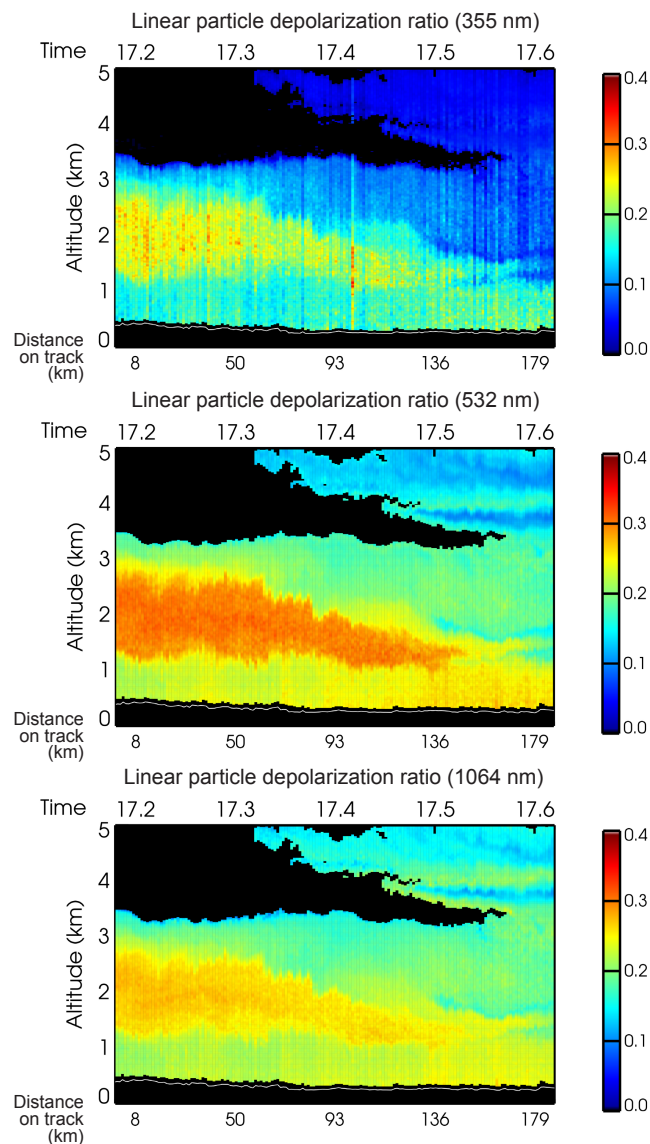 Linear particle depolarization ratio (355 nm)
Time 17.2 17.3 17.4 17.5 17.6
5
4
3
2
1
0
Altitude (km)
Distance on track (km)
8 50 93 136 179
0.4
0.3
0.2
0.1
0.0
Linear particle depolarization ratio (532 nm)
Time 17.2 17.3 17.4 17.5 17.6
5
4
3
2
1
0
Altitude (km)
Distance on track (km)
8 50 93 136 179
0.4
0.3
0.2
0.1
0.0
Linear particle depolarization ratio (1064 nm)
Time 17.2 17.3 17.4 17.5 17.6
5
4
3
2
1
0
Altitude (km)
Distance on track (km)
8 50 93 136 179
0.4
0.3
0.2
0.1
0.0